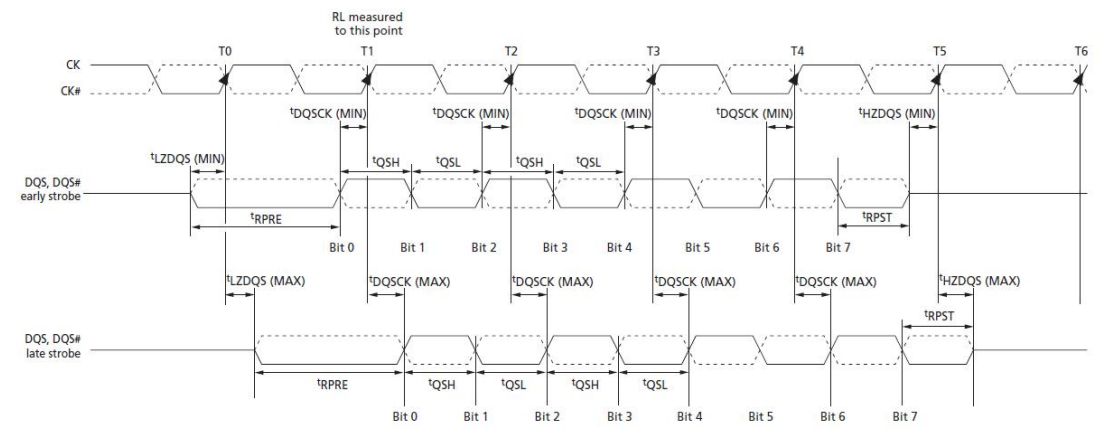 RL measured
to this point
T0 T1 T2 T3 T4 T5 T6
CK
CK#
tDQSCK (MIN) tDQSCK (MIN) tDQSCK (MIN) tDQSCK (MIN) tHZDQS (MIN)
tLZDQS (MIN)
tQSH tQSL tQSH tQSL
DQS, DQS#
early strobe
tRPRE tRPST
Bit 0 Bit 1 Bit 2 Bit 3 Bit 4 Bit 5 Bit 6 Bit 7
tLZDQS (MAX) tDQSCK (MAX) tDQSCK (MAX) tDQSCK (MAX) tDQSCK (MAX) tHZDQS (MAX)
tRPST
DQS, DQS#
late strobe
tRPRE tQSH tQSL tQSH tQSL
Bit 0 Bit 1 Bit 2 Bit 3 Bit 4 Bit 5 Bit 6 Bit 7